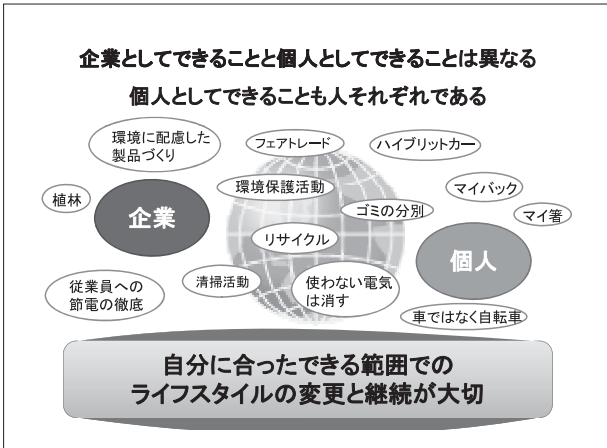 企業としてできることと個人としてできることは異なる
個人としてできることも人それぞれである
環境に配慮した
製品づくり
フェアトレード
ハイブリットカー
植林
企業
環境保護活動
ゴミの分別
マイバック
マイ箸
リサイクル
個人
従業員への
節電の徹底
清掃活動
使わない電気
は消す
車ではなく自転車
自分に合ったできる範囲での
ライフスタイルの変更と継続が大切